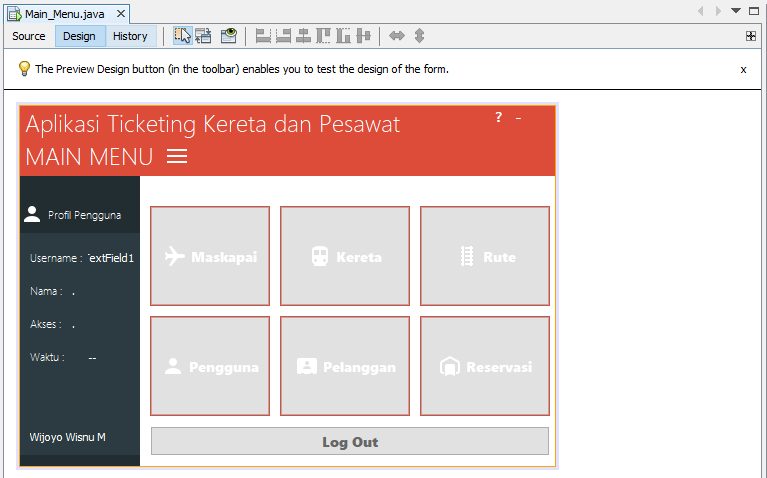 Main_Menu.java
Source Design History
The Preview Design button (in the toolbar) enables you to test the design of the form. x
Aplikasi Ticketing Kereta dan Pesawat ? -
MAIN MENU
Profil Pengguna
Username : TextField1
Nama : .
Akses : .
Waktu : --
Wijoyo Wisnu M
Maskapai Kereta Rute
Pengguna Pelanggan Reservasi
Log Out